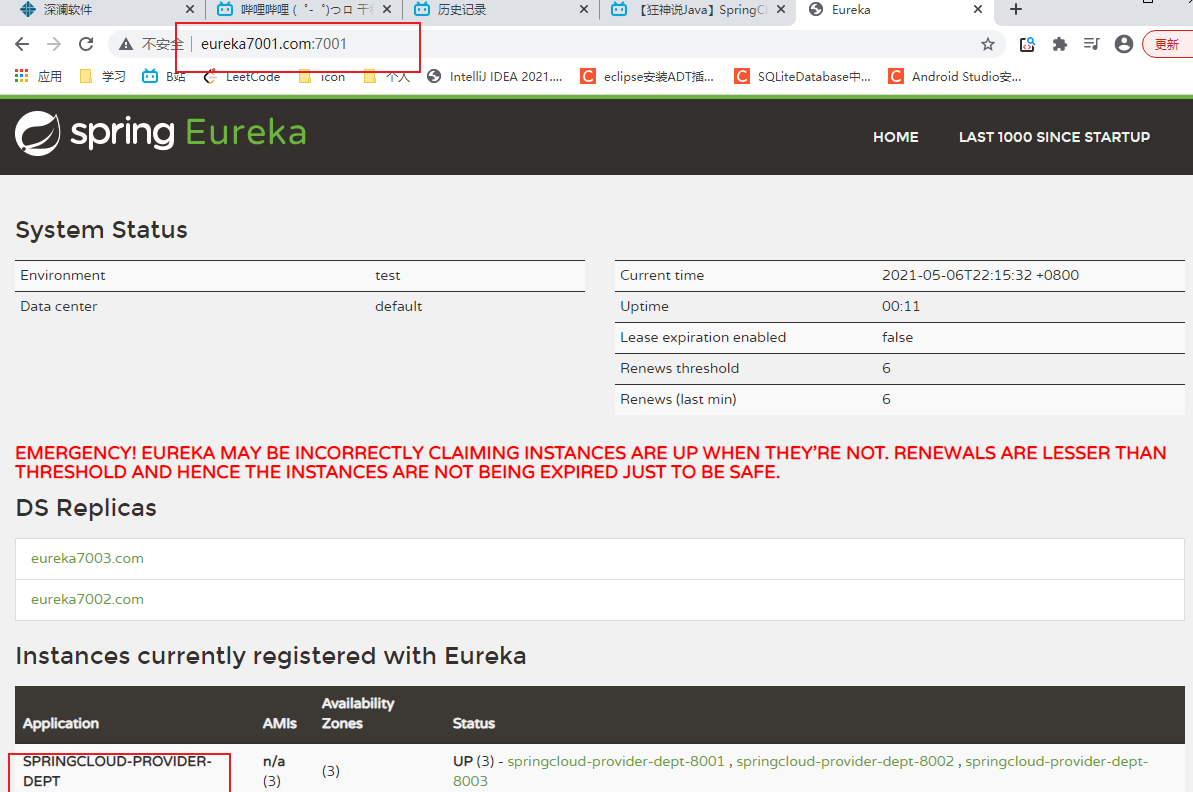 深澜软件
哔哩哔哩 ( ゜- ゜)つロ 干
历史记录
【狂神说Java】SpringCl
Eureka
不安全 eureka7001.com:7001
更新
应用 学习 B站 LeetCode icon 个人 IntelliJ IDEA 2021.... eclipse安装ADT插... SQLiteDatabase中... Android Studio安...
spring Eureka
HOME LAST 1000 SINCE STARTUP
System Status
Environment test
Data center default
Current time 2021-05-06T22:15:32 +0800
Uptime 00:11
Lease expiration enabled false
Renews threshold 6
Renews (last min) 6
EMERGENCY! EUREKA MAY BE INCORRECTLY CLAIMING INSTANCES ARE UP WHEN THEY'RE NOT. RENEWALS ARE LESSER THAN
THRESHOLD AND HENCE THE INSTANCES ARE NOT BEING EXPIRED JUST TO BE SAFE.
DS Replicas
eureka7003.com
eureka7002.com
Instances currently registered with Eureka
Application AMIs Availability Zones Status
SPRINGCLOUD-PROVIDER-DEPT n/a (3) (3) UP (3) - springcloud-provider-dept-8001 , springcloud-provider-dept-8002 , springcloud-provider-dept-
8003